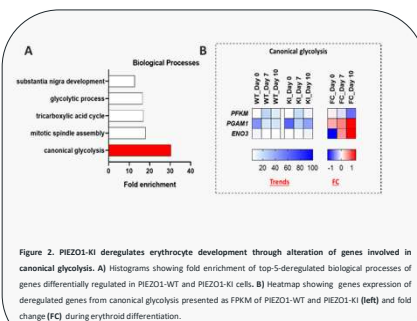 A
B
Biological Processes
substantia nigra development
glycolytic process
tricarboxylic acid cycle
mitotic spindle assembly
canonical glycolysis
0 10 20 30 40
Fold enrichment
Canonical glycolysis
WT_Day 0
WT_Day 7
WT_Day 10
KI_Day 0
KI_Day 7
KI_Day 10
FC_Day 0
FC_Day 7
FC_Day 10
PFKM
PGAM1
ENO3
20 40 60 80 100
-1 0 1
Trends
FC
Figure 2. PIEZO1-KI deregulates erythrocyte development through alteration of genes involved in
canonical glycolysis. A) Histograms showing fold enrichment of top-5-deregulated biological processes of
genes differentially regulated in PIEZO1-WT and PIEZO1-KI cells. B) Heatmap showing genes expression of
deregulated genes from canonical glycolysis presented as FPKM of PIEZO1-WT and PIEZO1-KI (left) and fold
change (FC) during erythroid differentiation.